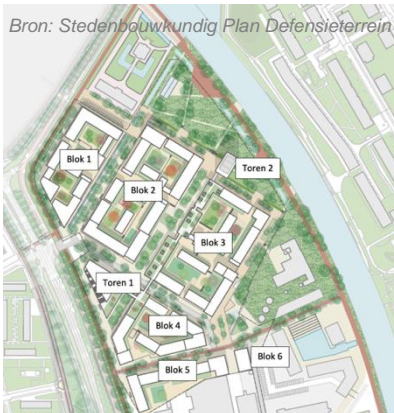 Bron: Stedenbouwkundig Plan Defensieterrein
Blok 1
Toren 2
Blok 2
Blok 3
Toren 1
Blok 4
Blok 6
Blok 5